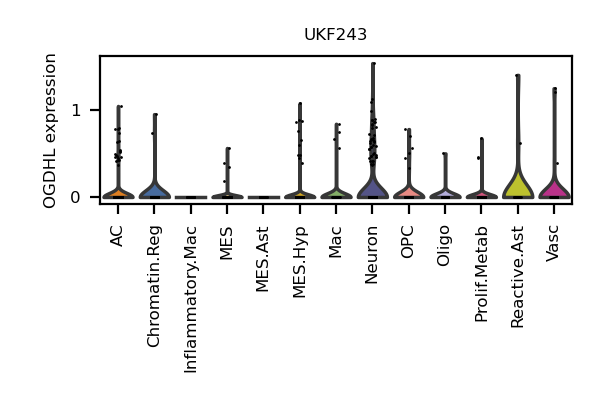 UKF243
OGDHL expression
1
0
AC
Chromatin.Reg
Inflammatory.Mac
MES
MES.Ast
MES.Hyp
Mac
Neuron
OPC
Oligo
Prolif.Metab
Reactive.Ast
Vasc